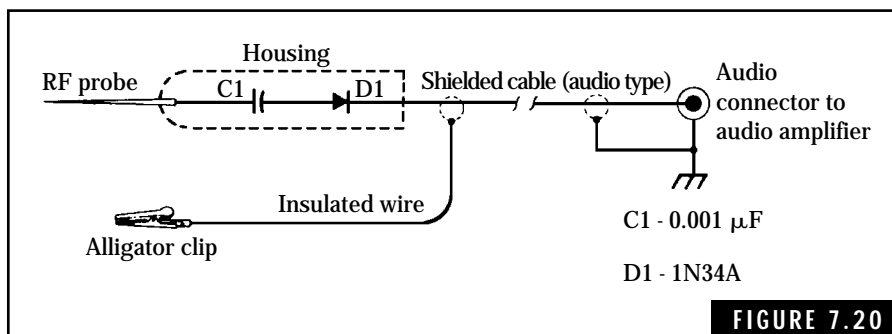 Housing
RF probe
C1
D1
Shielded cable (audio type)
Audio
connector to
audio amplifier
Insulated wire
Alligator clip
C1 - 0.001 μF
D1 - 1N34A
FIGURE 7.20